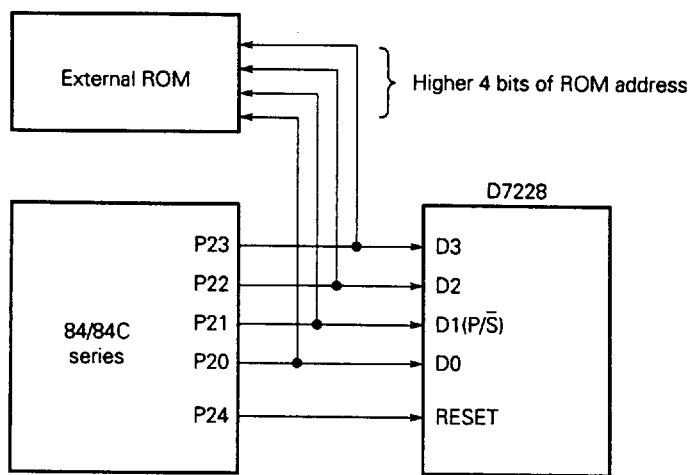 External ROM
Higher 4 bits of ROM address
D7228
84/84C
series
P23
P22
P21
P20
P24
D3
D2
D1(P/S̅)
D0
RESET